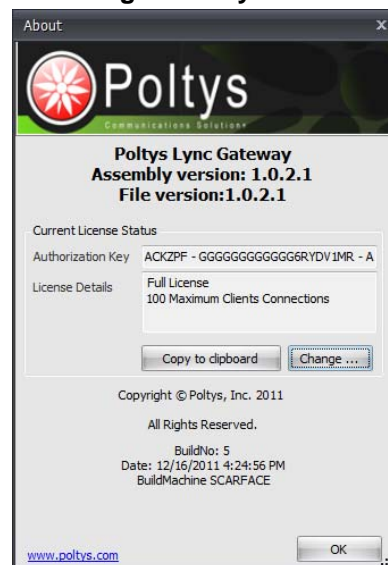 About
x
Poltys
Communications Solutions
Poltys Lync Gateway
Assembly version: 1.0.2.1
File version:1.0.2.1
Current License Status
Authorization Key ACKZPF - GGGGGGGGGGGGG6RYDV1MR - A
License Details Full License
100 Maximum Clients Connections
Copy to clipboard Change ...
Copyright © Poltys, Inc. 2011
All Rights Reserved.
BuildNo: 5
Date: 12/16/2011 4:24:56 PM
BuildMachine SCARFACE
www.poltys.com OK